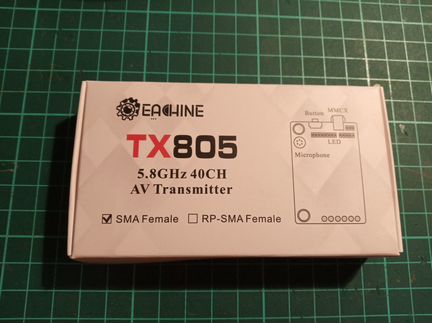 EACHINE
TX805
5.8GHz 40CH
AV Transmitter
SMA Female RP-SMA Female
Button MMCX
LED
Microphone